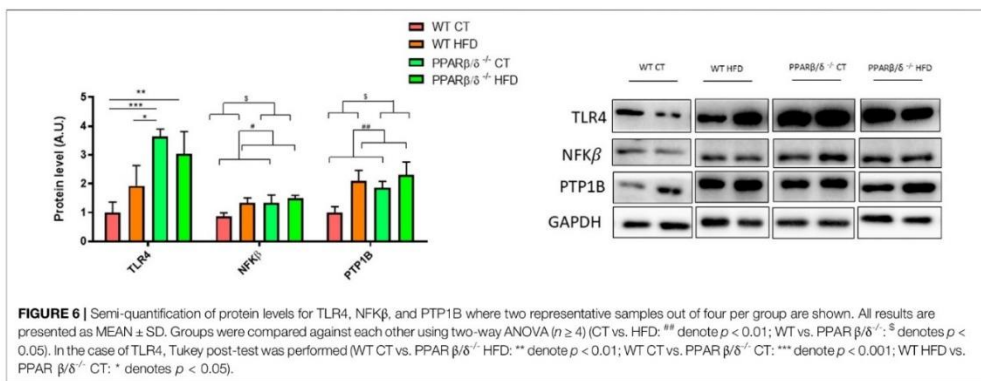 WT CT
WT HFD
PPARβ/δ -/- CT
PPARβ/δ -/- HFD
Protein level (A.U.)
5
4
3
2
1
0
**
***
*
$
#
$
##
TLR4
NFKβ
PTP1B
WT CT
WT HFD
PPARβ/δ -/- CT
PPARβ/δ -/- HFD
TLR4
NFKβ
PTP1B
GAPDH
FIGURE 6 | Semi-quantification of protein levels for TLR4, NFKβ, and PTP1B where two representative samples out of four per group are shown. All results are
presented as MEAN ± SD. Groups were compared against each other using two-way ANOVA (n ≥ 4) (CT vs. HFD: ## denote p < 0.01; WT vs. PPAR β/δ-/-: $ denotes p <
0.05). In the case of TLR4, Tukey post-test was performed (WT CT vs. PPAR β/δ-/- HFD: ** denote p < 0.01; WT CT vs. PPAR β/δ-/- CT: *** denote p < 0.001; WT HFD vs.
PPAR β/δ-/- CT: * denotes p < 0.05).